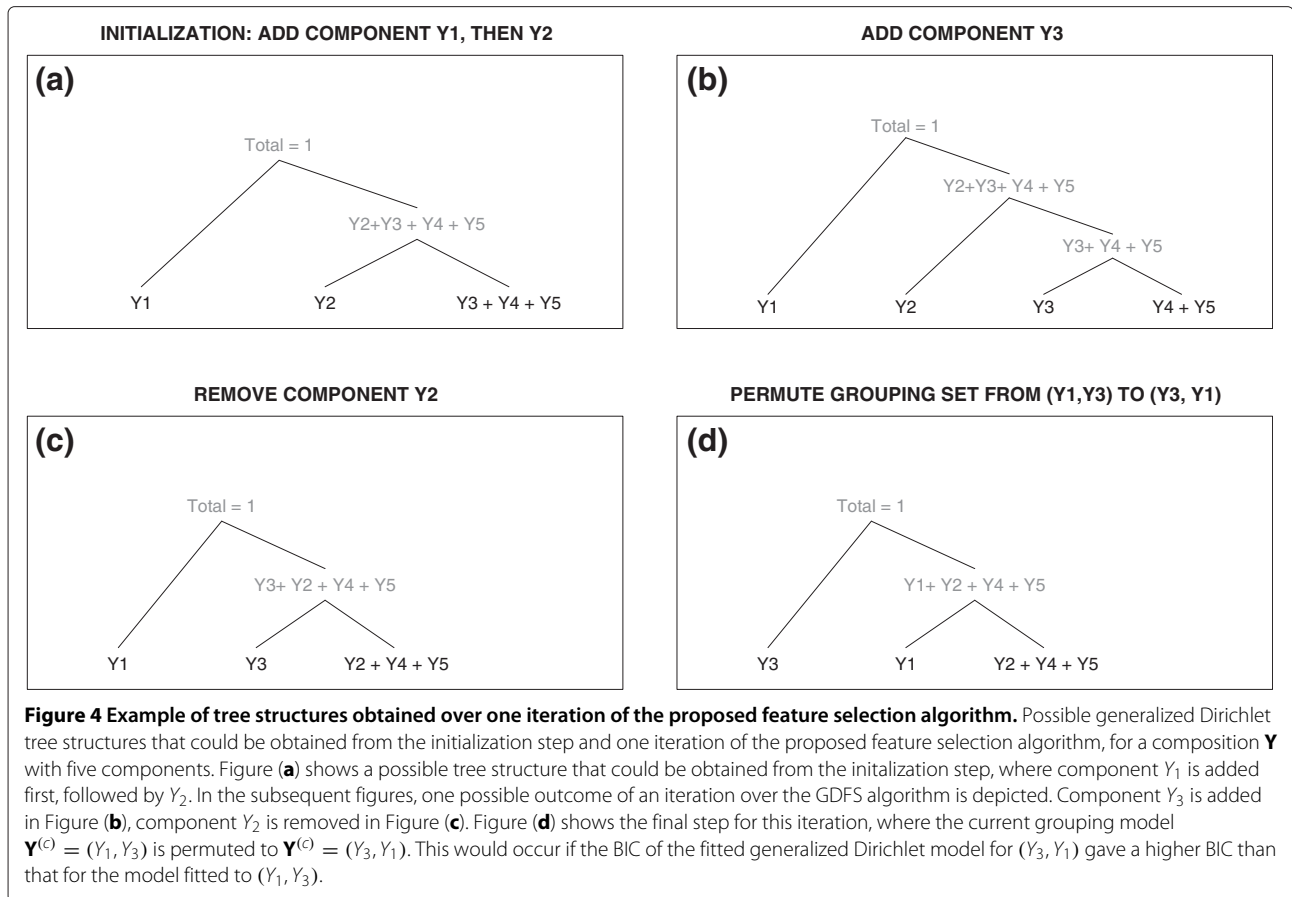 INITIALIZATION: ADD COMPONENT Y1, THEN Y2
(a)
Total = 1
Y2+Y3 + Y4 + Y5
Y1
Y2
Y3 + Y4 + Y5
ADD COMPONENT Y3
(b)
Total = 1
Y2+Y3+ Y4 + Y5
Y3+ Y4 + Y5
Y1
Y2
Y3
Y4 + Y5
REMOVE COMPONENT Y2
(c)
Total = 1
Y3+ Y2 + Y4 + Y5
Y1
Y3
Y2 + Y4 + Y5
PERMUTE GROUPING SET FROM (Y1,Y3) TO (Y3, Y1)
(d)
Total = 1
Y1+ Y2 + Y4 + Y5
Y3
Y1
Y2 + Y4 + Y5
Figure 4 Example of tree structures obtained over one iteration of the proposed feature selection algorithm. Possible generalized Dirichlet
tree structures that could be obtained from the initialization step and one iteration of the proposed feature selection algorithm, for a composition Y
with five components. Figure (a) shows a possible tree structure that could be obtained from the initalization step, where component Y1 is added
first, followed by Y2. In the subsequent figures, one possible outcome of an iteration over the GDFS algorithm is depicted. Component Y3 is added
in Figure (b), component Y2 is removed in Figure (c). Figure (d) shows the final step for this iteration, where the current grouping model
Y(c) = (Y1, Y3) is permuted to Y(c) = (Y3, Y1). This would occur if the BIC of the fitted generalized Dirichlet model for (Y3, Y1) gave a higher BIC than
that for the model fitted to (Y1, Y3).